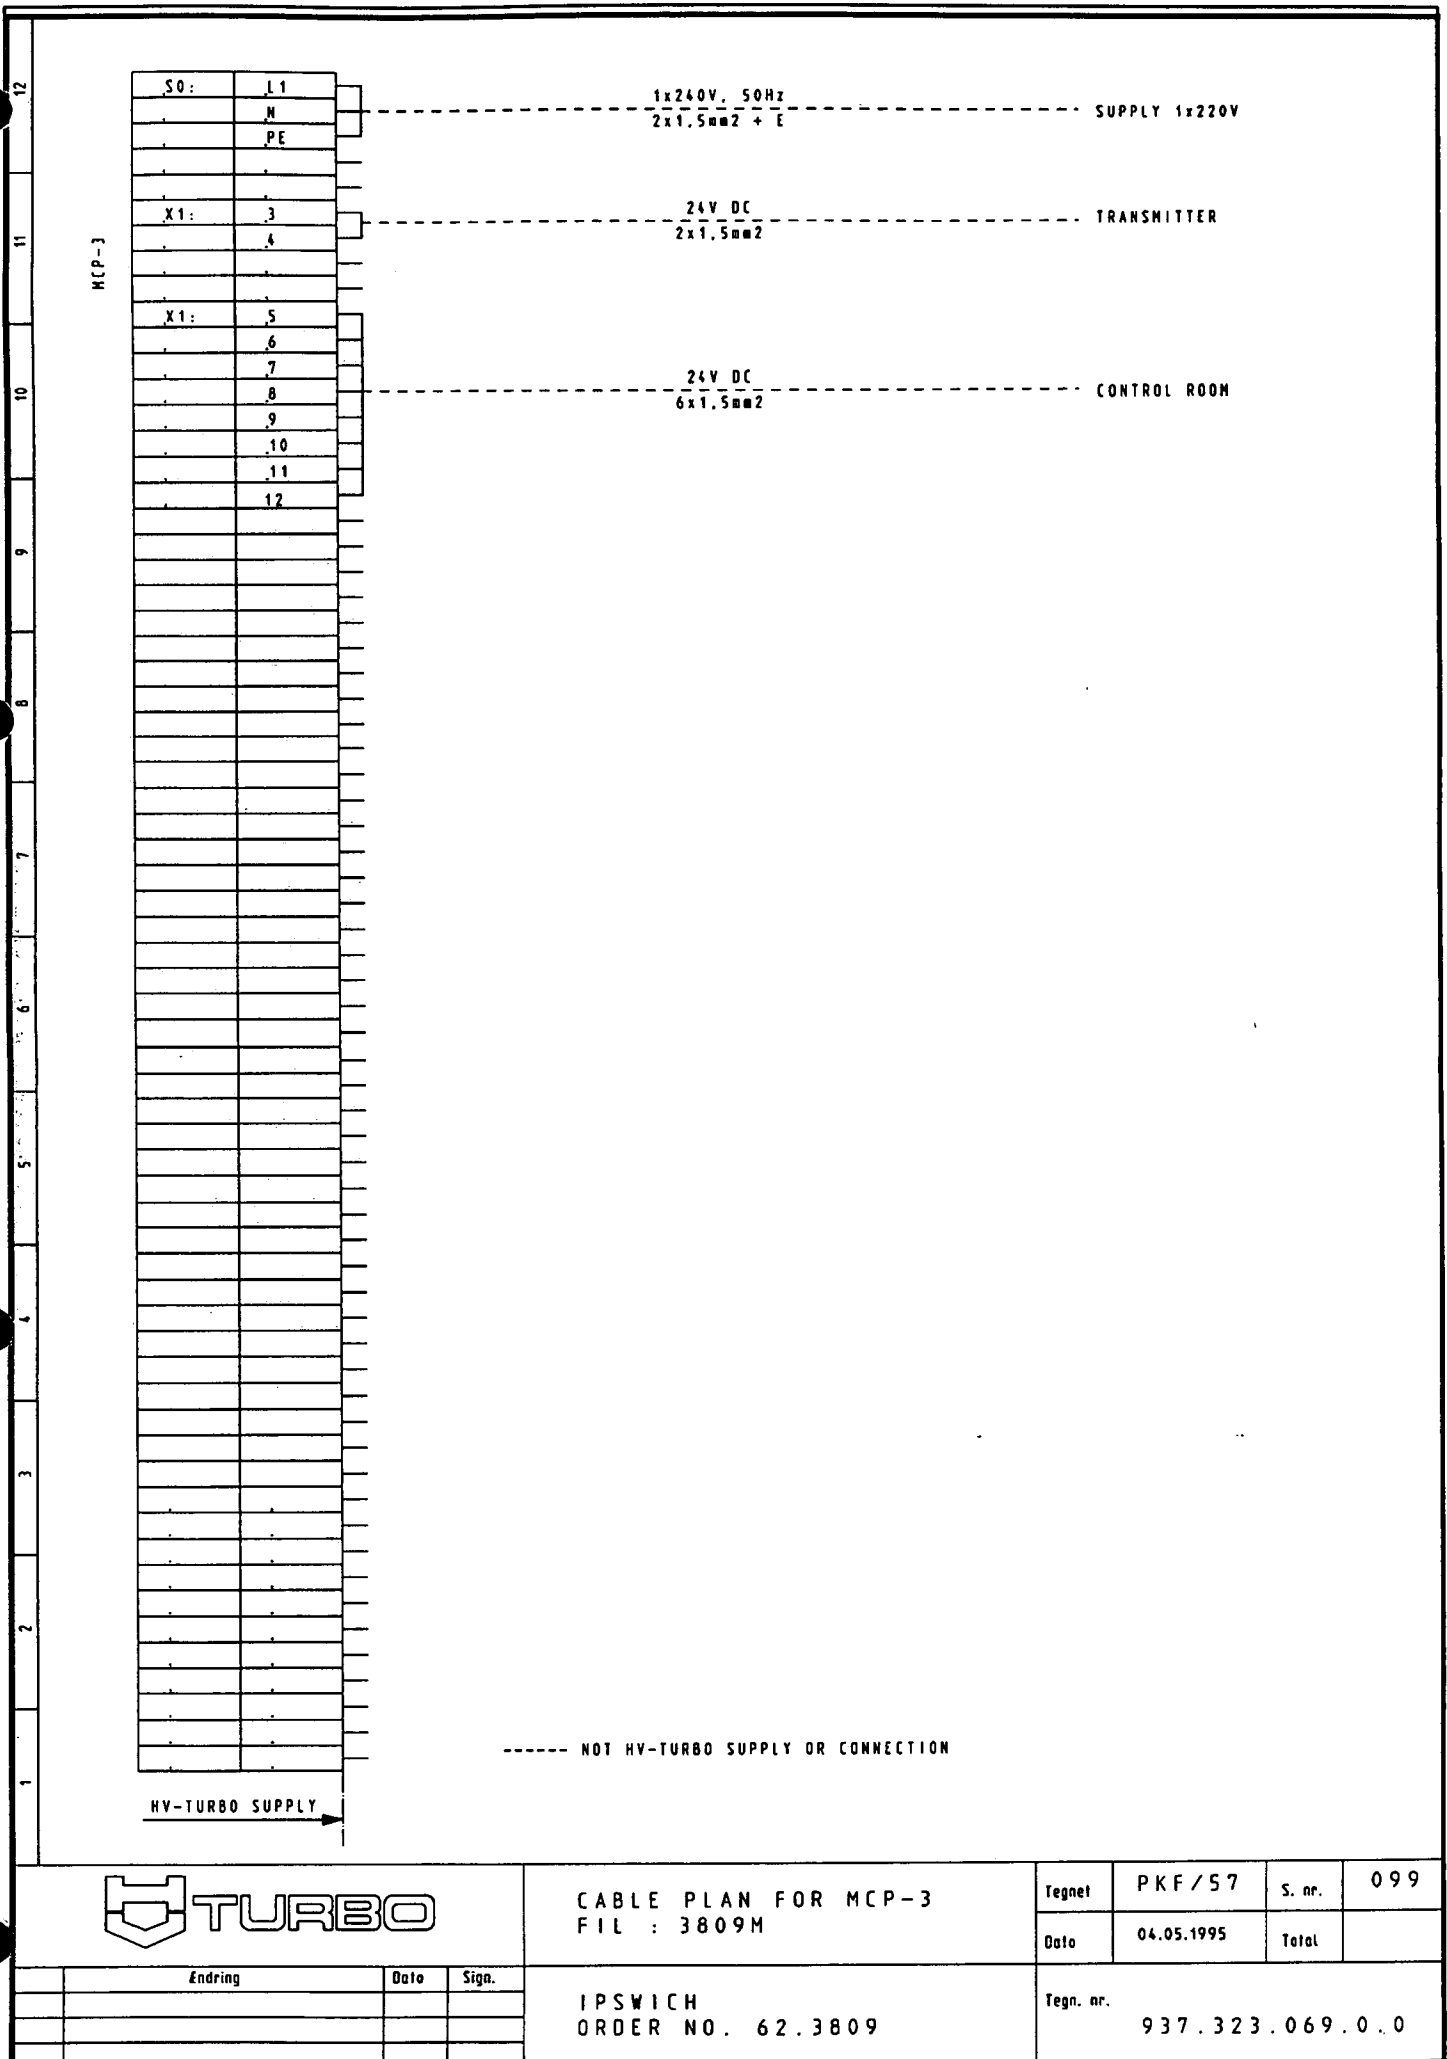 12
S0: L1
N
PE
1x240V, 50Hz
2x1,5mm2 + E
SUPPLY 1x220V
11
MCP-3
X1: 3
4
24V DC
2x1,5mm2
TRANSMITTER
X1: 5
6
7
8
9
10
11
12
24V DC
6x1,5mm2
CONTROL ROOM
10
9
8
7
6
5
4
3
2
1
------ NOT HV-TURBO SUPPLY OR CONNECTION
HV-TURBO SUPPLY
TURBO
CABLE PLAN FOR MCP-3
FIL : 3809M
Tegnet PKF/57 S. nr. 099
Dato 04.05.1995 Total
Endring Dato Sign.
IPSWICH
ORDER NO. 62.3809
Tegn. nr.
937.323.069.0.0